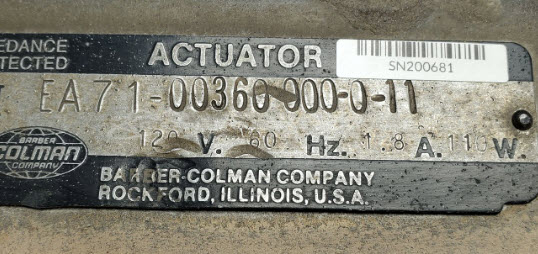 EDANCE
TECTED
ACTUATOR
SN200681
EA71-00360-000-0-11
120 V. 60 Hz. 1.8 A. 110 W.
BARBER
COLMAN
COMPANY
BARBER-COLMAN COMPANY
ROCKFORD, ILLINOIS, U.S.A.